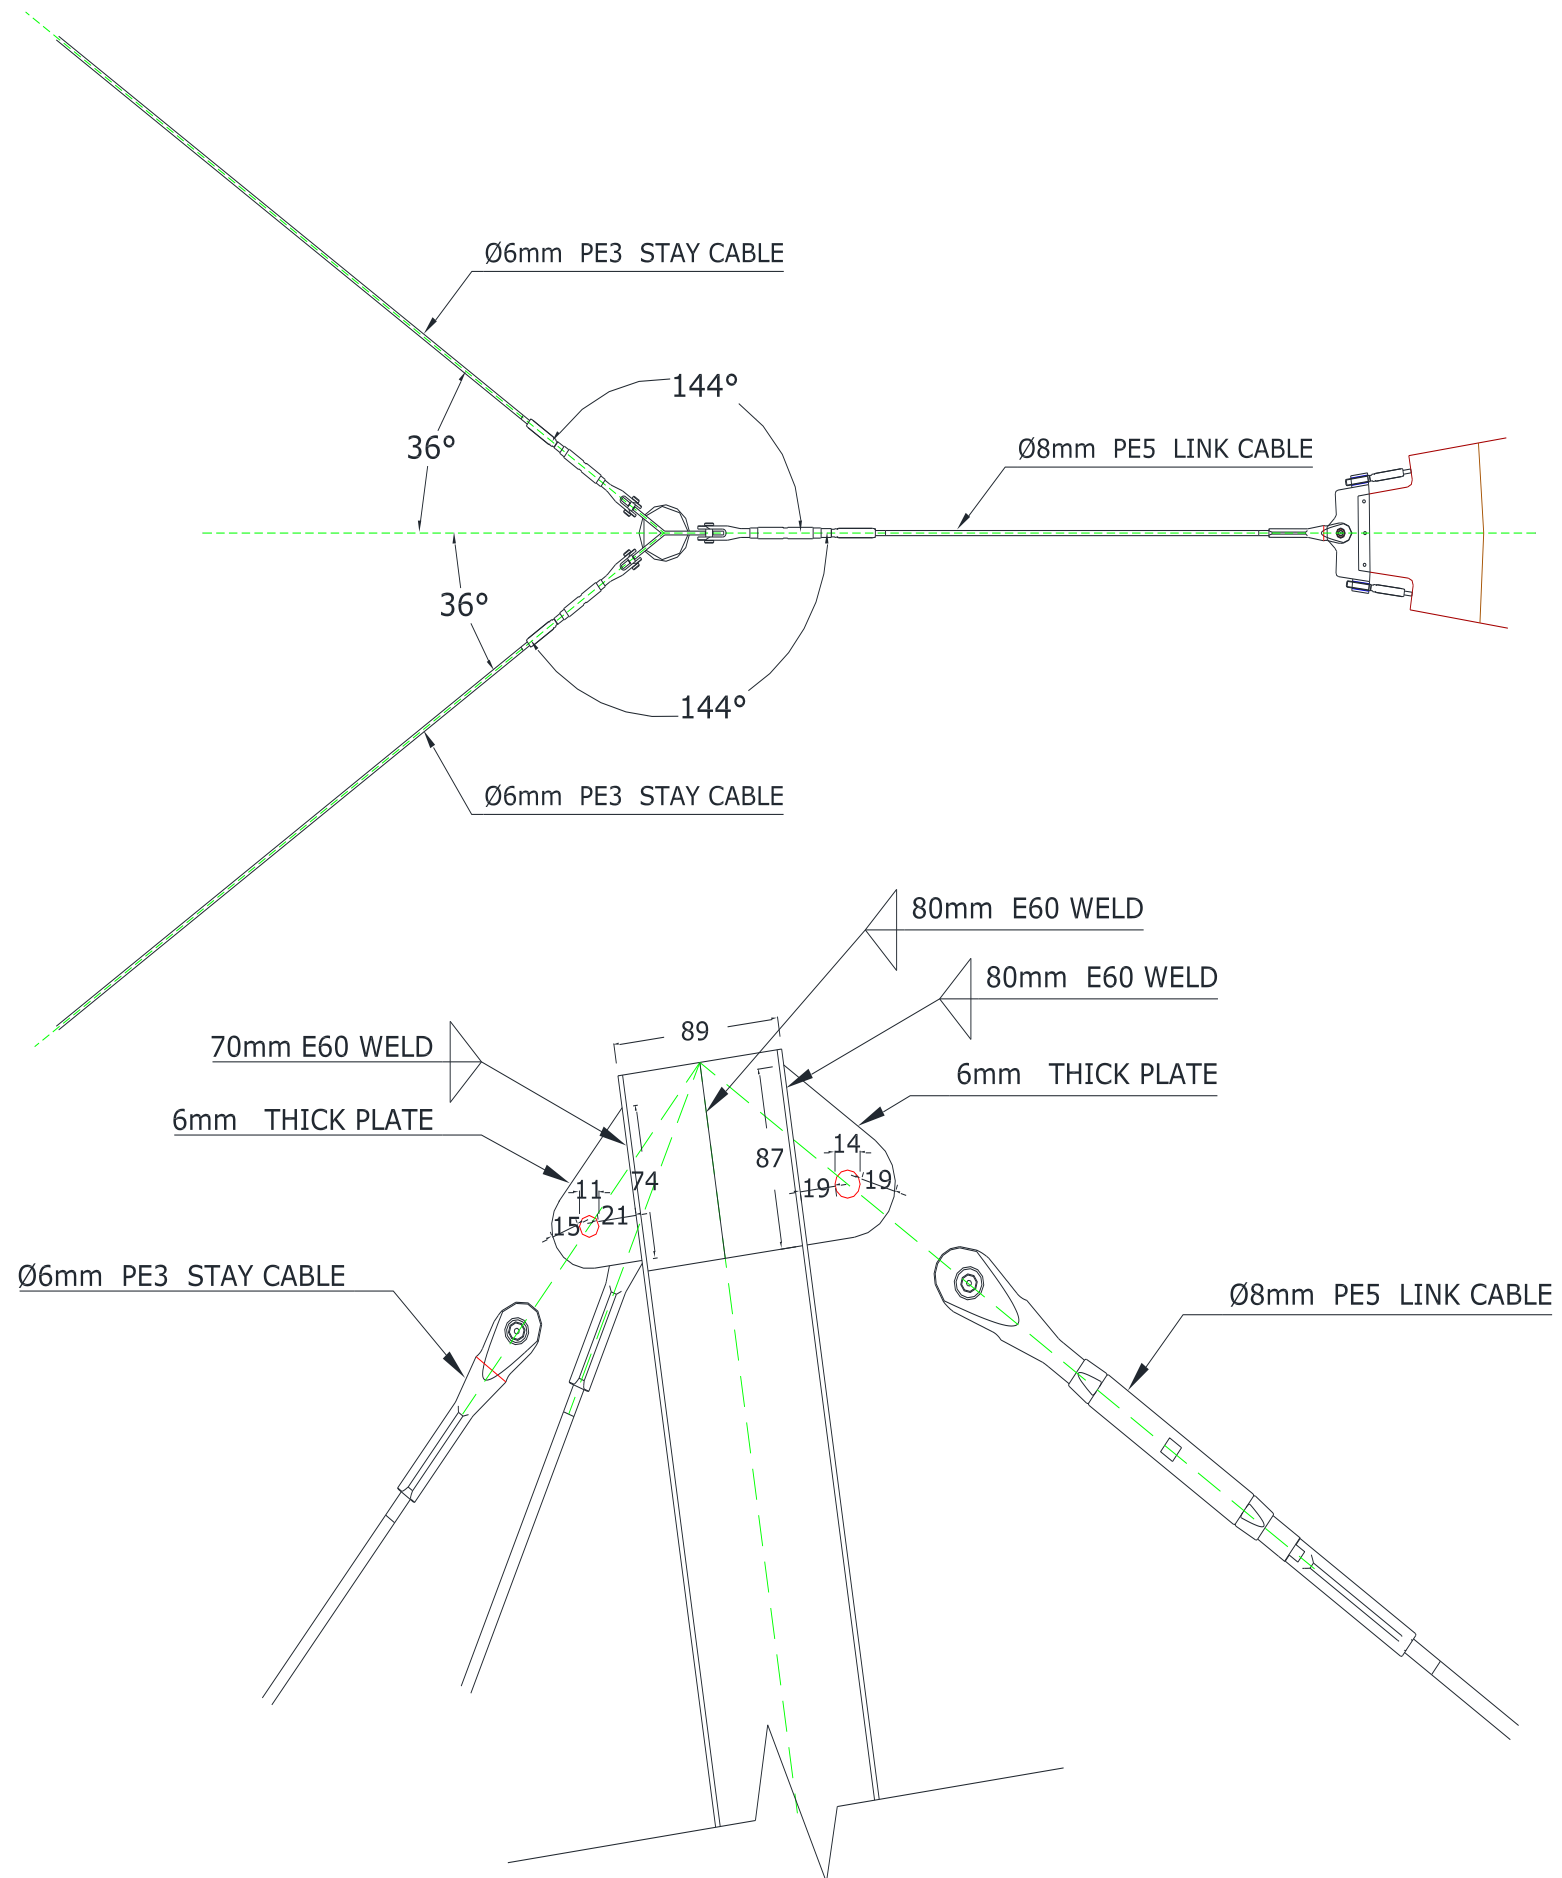 Ø6mm PE3 STAY CABLE
144°
36°
Ø8mm PE5 LINK CABLE
36°
144°
Ø6mm PE3 STAY CABLE
80mm E60 WELD
80mm E60 WELD
89
70mm E60 WELD
6mm THICK PLATE
6mm THICK PLATE
14
87
74
19
19
11
21
15
Ø6mm PE3 STAY CABLE
Ø8mm PE5 LINK CABLE